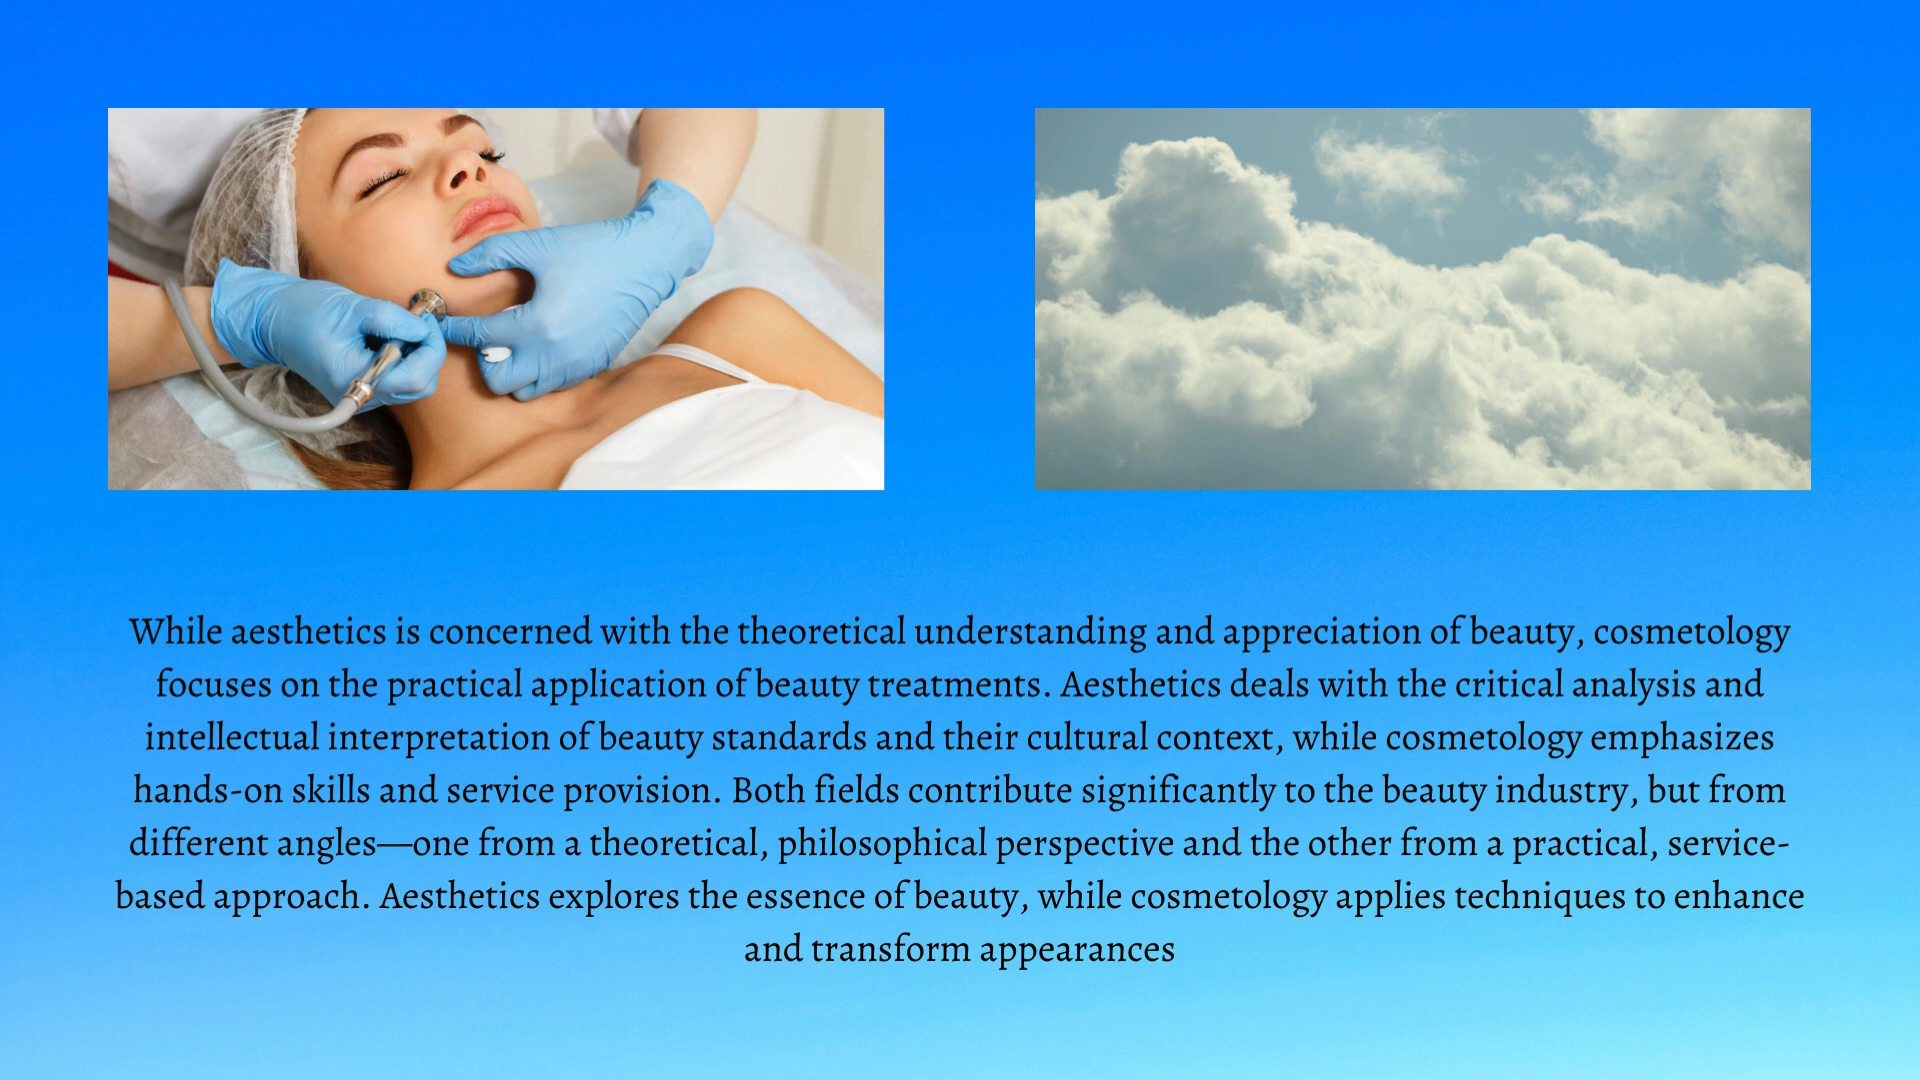 While aesthetics is concerned with the theoretical understanding and appreciation of beauty, cosmetology
focuses on the practical application of beauty treatments. Aesthetics deals with the critical analysis and
intellectual interpretation of beauty standards and their cultural context, while cosmetology emphasizes
hands-on skills and service provision. Both fields contribute significantly to the beauty industry, but from
different angles—one from a theoretical, philosophical perspective and the other from a practical, service-
based approach. Aesthetics explores the essence of beauty, while cosmetology applies techniques to enhance
and transform appearances